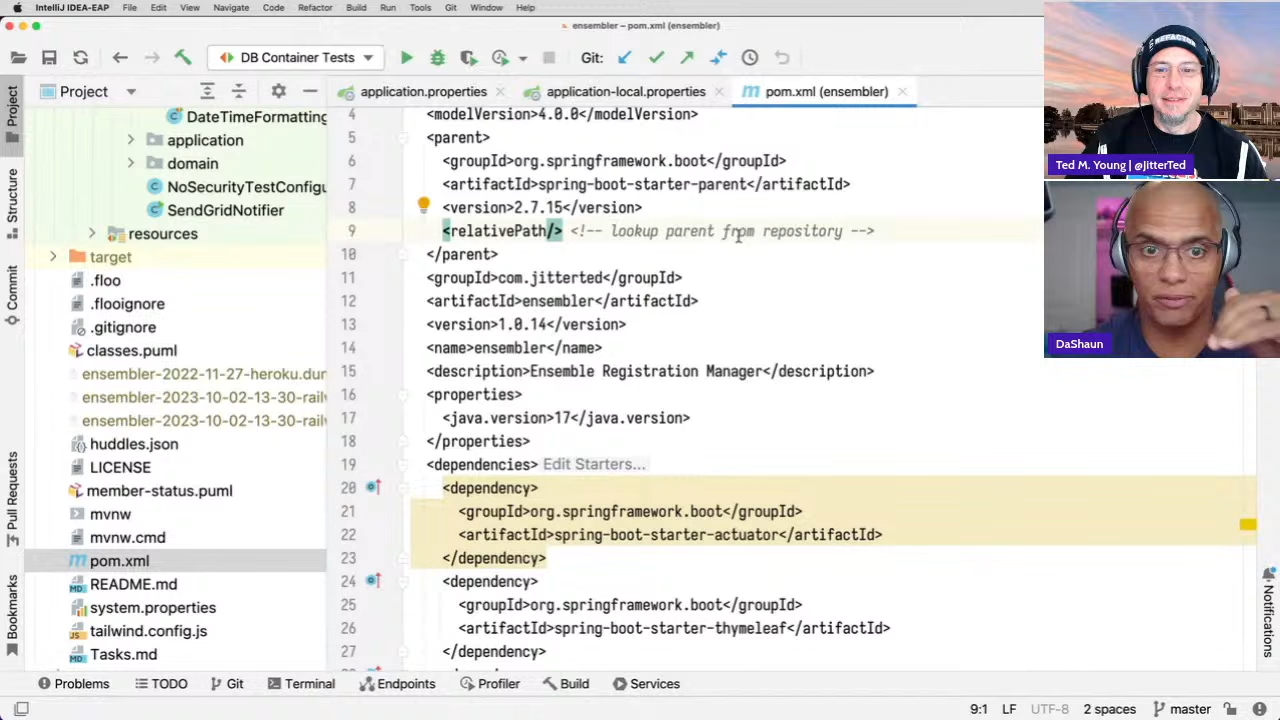 IntelliJ IDEA-EAP File Edit View Navigate Code Refactor Build Run Tools Git Window Help
ensembler – pom.xml (ensembler)
DB Container Tests
Git:
Project
application.properties
application-local.properties
pom.xml (ensembler)
Project
Structure
Commit
Pull Requests
Bookmarks
DateTimeFormatting
application
domain
NoSecurityTestConfigu
SendGridNotifier
resources
target
.floo
.flooignore
.gitignore
classes.puml
ensembler-2022-11-27-heroku.dun
ensembler-2023-10-02-13-30-railw
ensembler-2023-10-02-13-30-railw
huddles.json
LICENSE
member-status.puml
mvnw
mvnw.cmd
pom.xml
README.md
system.properties
tailwind.config.js
Tasks.md
4 <modelVersion>4.0.0</modelVersion>
5 <parent>
6 <groupId>org.springframework.boot</groupId>
7 <artifactId>spring-boot-starter-parent</artifactId>
8 <version>2.7.15</version>
9 <relativePath/> <!-- lookup parent from repository -->
10 </parent>
11 <groupId>com.jitterted</groupId>
12 <artifactId>ensembler</artifactId>
13 <version>1.0.14</version>
14 <name>ensembler</name>
15 <description>Ensemble Registration Manager</description>
16 <properties>
17 <java.version>17</java.version>
18 </properties>
19 <dependencies> Edit Starters...
20 <dependency>
21 <groupId>org.springframework.boot</groupId>
22 <artifactId>spring-boot-starter-actuator</artifactId>
23 </dependency>
24 <dependency>
25 <groupId>org.springframework.boot</groupId>
26 <artifactId>spring-boot-starter-thymeleaf</artifactId>
27 </dependency>
REFACTOR
Ted M. Young | @JitterTed
DaShaun
Notifications
Problems TODO Git Terminal Endpoints Profiler Build Services
9:1 LF UTF-8 2 spaces master